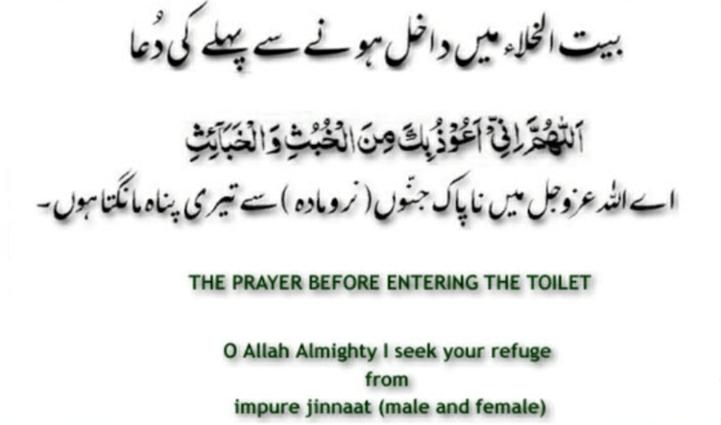 بیت الخلاء میں داخل ہونے سے پہلے کی دُعا
اَللّٰهُمَّ اِنِّیْ اَعُوْذُ بِكَ مِنَ الْخُبُثِ وَالْخَبَآئِثِ
اے اللہ عزوجل میں ناپاک جنّوں (نر و مادہ) سے تیری پناہ مانگتا ہوں۔
THE PRAYER BEFORE ENTERING THE TOILET
O Allah Almighty I seek your refuge
from
impure jinnaat (male and female)